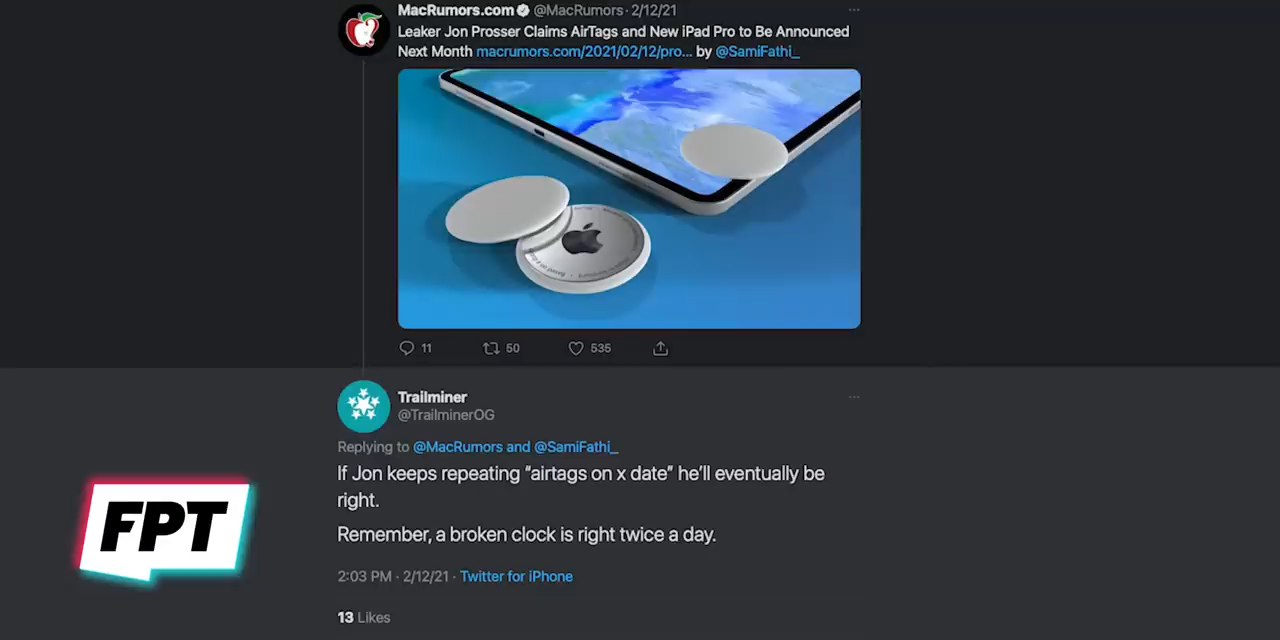 MacRumors.com @MacRumors · 2/12/21
Leaker Jon Prosser Claims AirTags and New iPad Pro to Be Announced
Next Month macrumors.com/2021/02/12/pro... by @SamiFathi_
11 50 535
Trailminer
@TrailminerOG
Replying to @MacRumors and @SamiFathi_
If Jon keeps repeating “airtags on x date” he’ll eventually be
right.
Remember, a broken clock is right twice a day.
2:03 PM · 2/12/21 · Twitter for iPhone
13 Likes
FPT